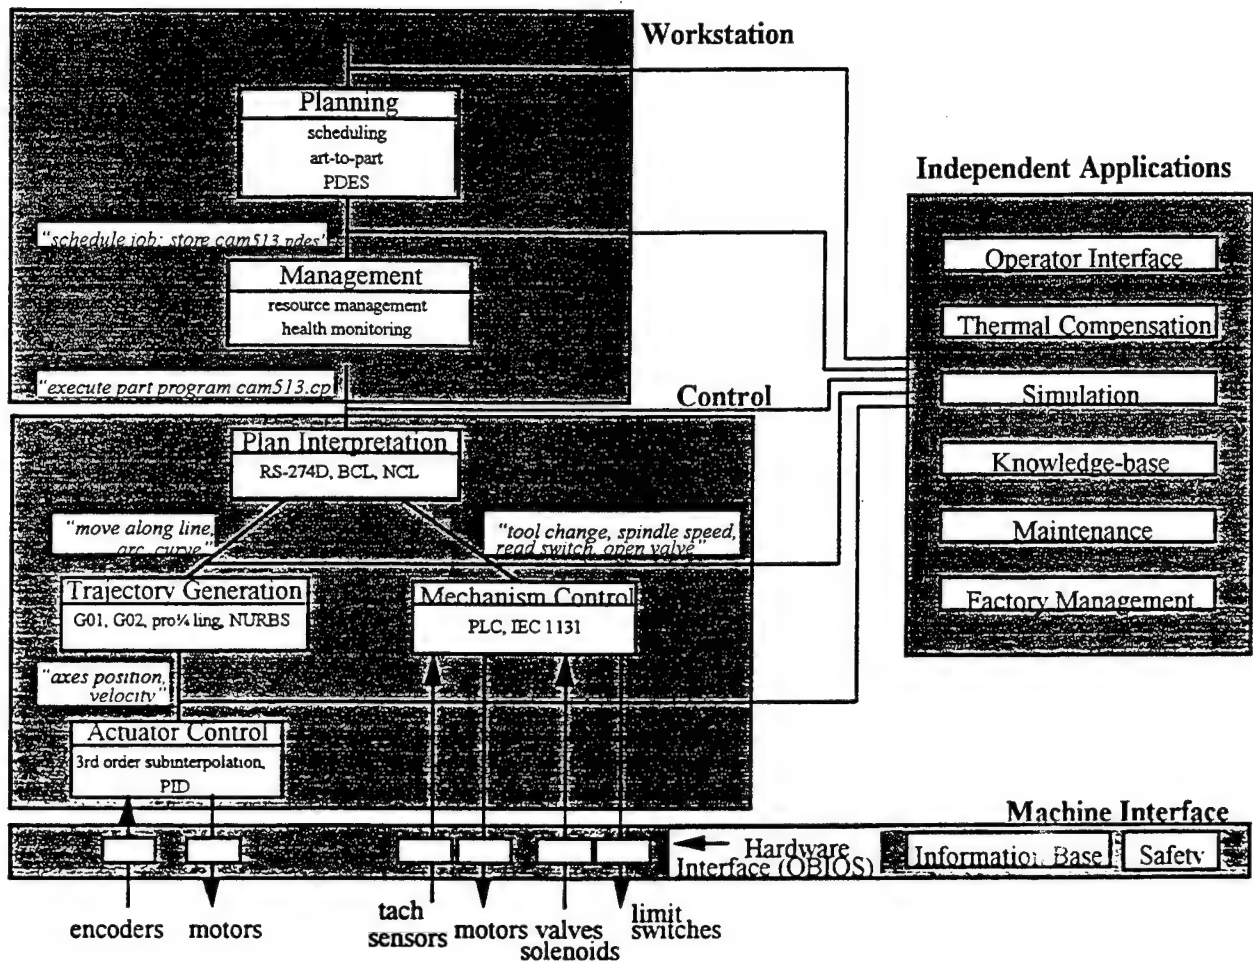 Workstation
Planning
scheduling
art-to-part
PDES
"schedule job: store cam513.pdes"
Management
resource management
health monitoring
"execute part program cam513.cp"
Control
Plan Interpretation
RS-274D, BCL, NCL
"move along line,
arc, curve"
"tool change, spindle speed,
read switch, open valve"
Trajectory Generation
G01, G02, pro¼ ling, NURBS
Mechanism Control
PLC, IEC 1131
"axes position,
velocity"
Actuator Control
3rd order subinterpolation,
PID
Independent Applications
Operator Interface
Thermal Compensation
Simulation
Knowledge-base
Maintenance
Factory Management
Machine Interface
Hardware
Interface (OBIOS)
Information Base
Safety
encoders
motors
tach
sensors
motors
valves
solenoids
limit
switches